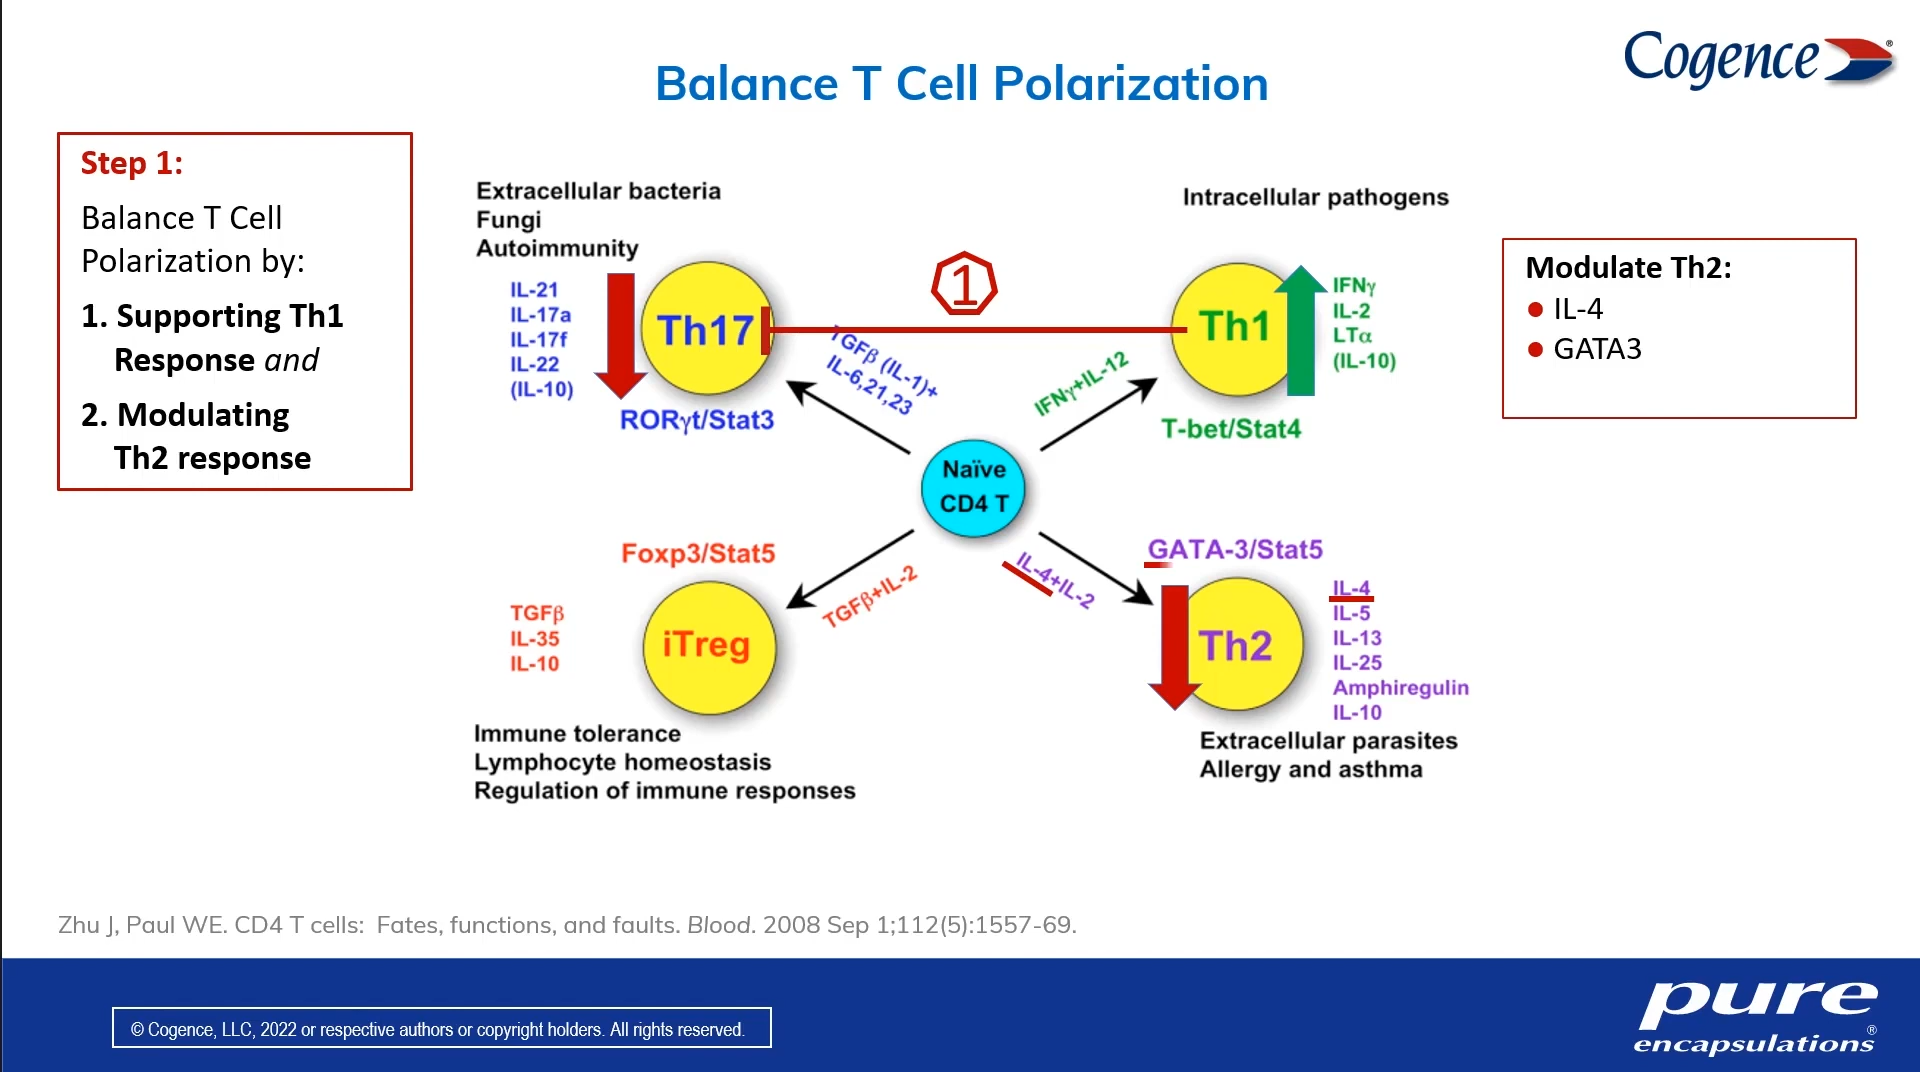 Cogence®
Balance T Cell Polarization
Step 1:
Balance T Cell
Polarization by:
1. Supporting Th1
Response and
2. Modulating
Th2 response
Extracellular bacteria
Fungi
Autoimmunity
IL-21
IL-17a
IL-17f
IL-22
(IL-10)
Th17
RORγt/Stat3
1
TGFβ (IL-1)+
IL-6,21,23
Intracellular pathogens
Th1
IFNγ
IL-2
LTα
(IL-10)
IFNγ+IL-12
T-bet/Stat4
Modulate Th2:
IL-4
GATA3
Naïve
CD4 T
Foxp3/Stat5
TGFβ+IL-2
TGFβ
IL-35
IL-10
iTreg
Immune tolerance
Lymphocyte homeostasis
Regulation of immune responses
IL-4+IL-2
GATA-3/Stat5
Th2
IL-4
IL-5
IL-13
IL-25
Amphiregulin
IL-10
Extracellular parasites
Allergy and asthma
Zhu J, Paul WE. CD4 T cells: Fates, functions, and faults. Blood. 2008 Sep 1;112(5):1557-69.
© Cogence, LLC, 2022 or respective authors or copyright holders. All rights reserved.
pure
encapsulations®